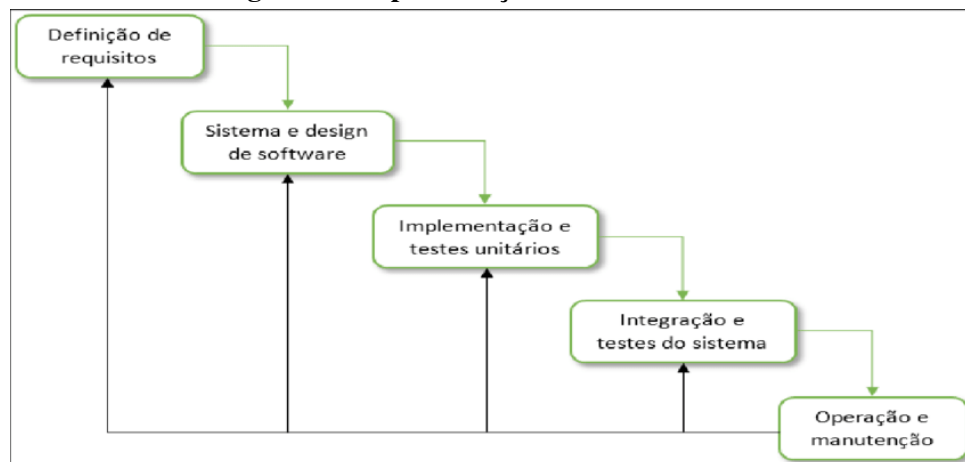 Definição de
requisitos
Sistema e design
de software
Implementação e
testes unitários
Integração e
testes do sistema
Operação e
manutenção